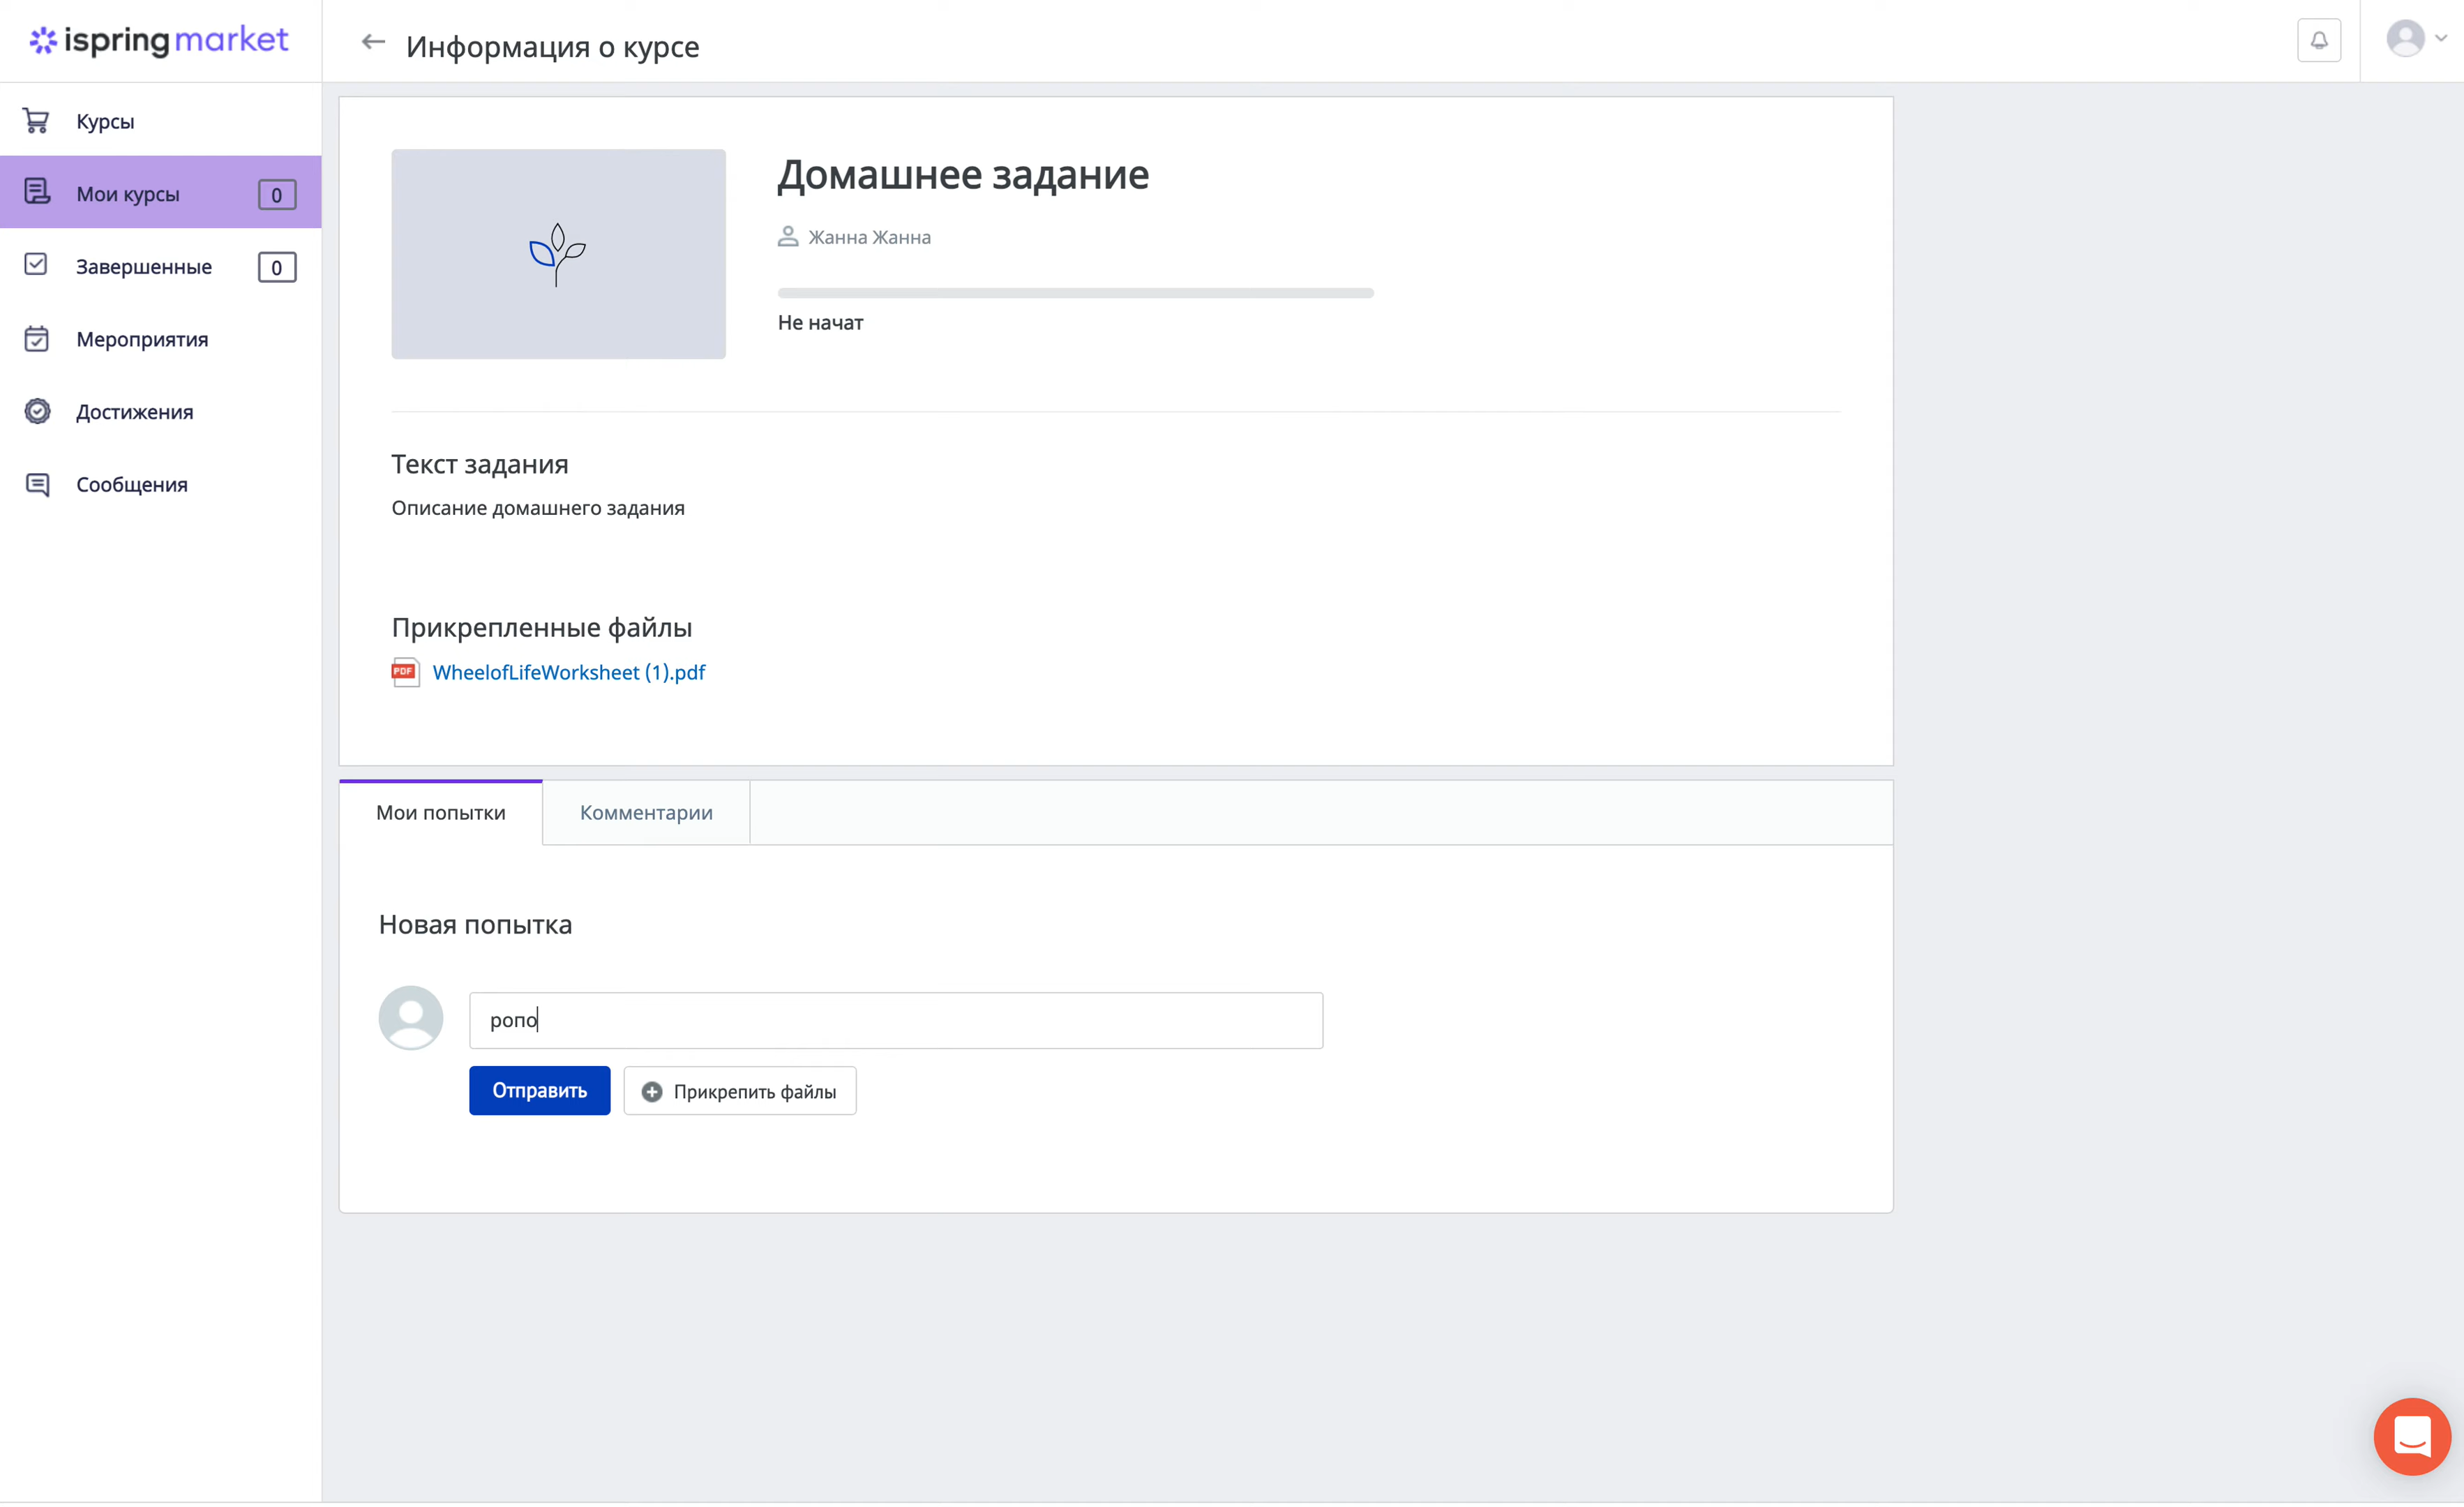 ispring market
Информация о курсе
Курсы
Мои курсы 0
Завершенные 0
Мероприятия
Достижения
Сообщения
Домашнее задание
Жанна Жанна
Не начат
Текст задания
Описание домашнего задания
Прикрепленные файлы
PDF WheelofLifeWorksheet (1).pdf
Мои попытки Комментарии
Новая попытка
ропо
Отправить Прикрепить файлы